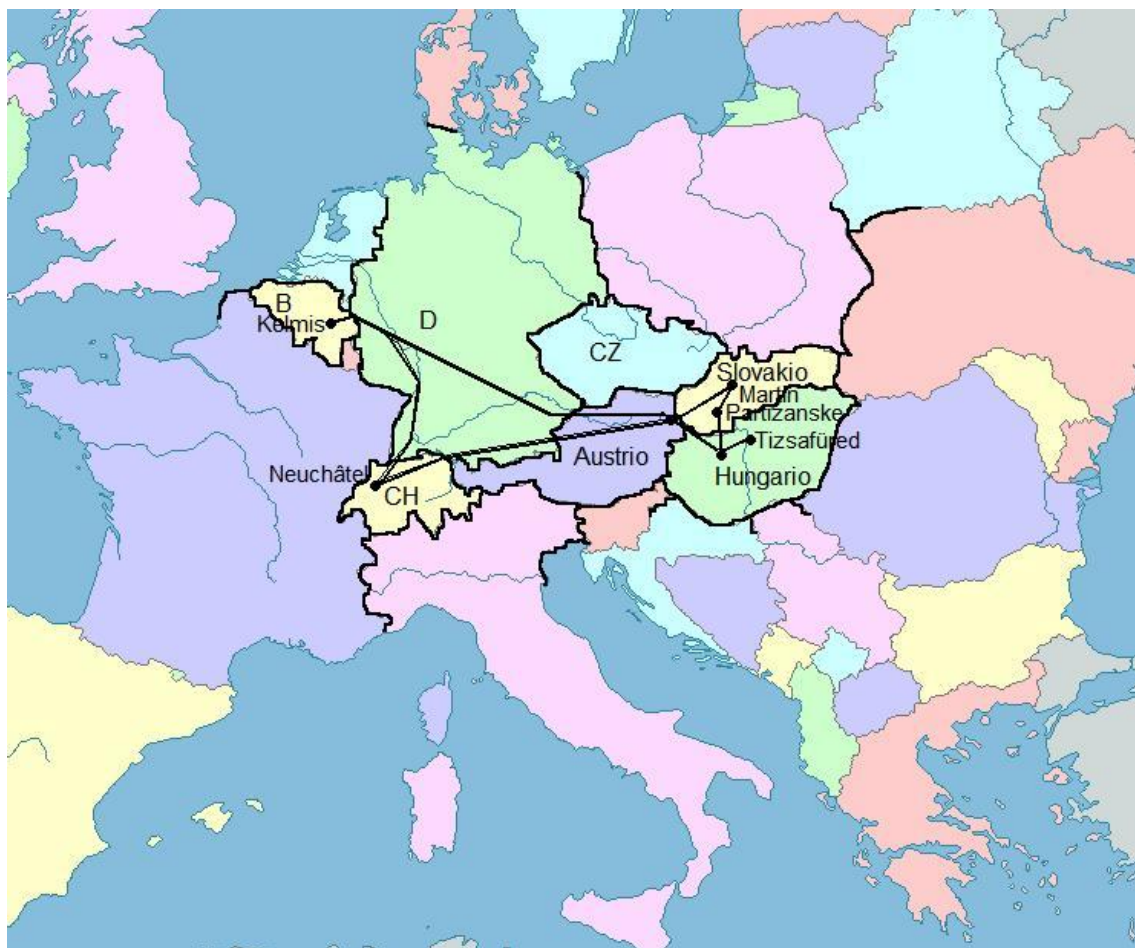 B
Kelmis
D
CZ
Slovakio
Martin
Partizanske
Tizsafüred
Austrio
Hungario
Neuchâtel
CH